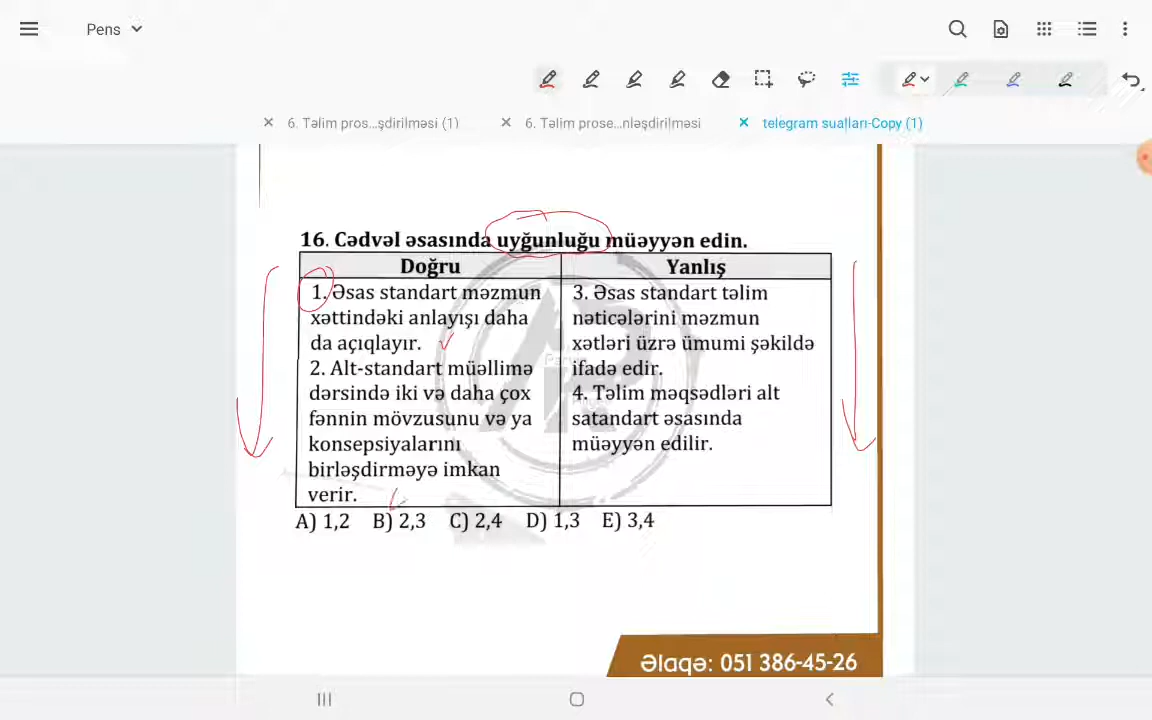 Pens
6. Təlim pros...şdirilməsi (1)
6. Təlim prose...nləşdirilməsi
telegram sualları-Copy (1)
16. Cədvəl əsasında uyğunluğu müəyyən edin.
Doğru
1. Əsas standart məzmun
xəttindəki anlayışı daha
da açıqlayır.
2. Alt-standart müəllimə
dərsində iki və daha çox
fənnin mövzusunu və ya
konsepsiyalarını
birləşdirməyə imkan
verir.
Yanlış
3. Əsas standart təlim
nəticələrini məzmun
xətləri üzrə ümumi şəkildə
ifadə edir.
4. Təlim məqsədləri alt
satandart əsasında
müəyyən edilir.
A) 1,2 B) 2,3 C) 2,4 D) 1,3 E) 3,4
Əlaqə: 051 386-45-26